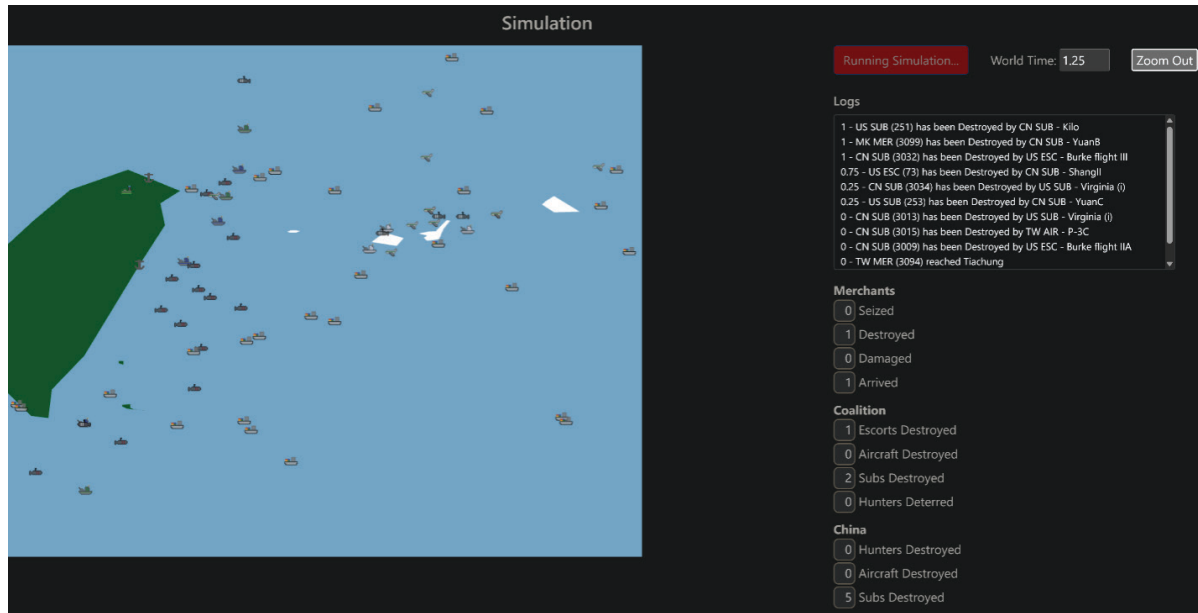 Simulation
Running Simulation...
World Time: 1.25
Zoom Out
Logs
1 - US SUB (251) has been Destroyed by CN SUB - Kilo
1 - MK MER (3099) has been Destroyed by CN SUB - YuanB
1 - CN SUB (3032) has been Destroyed by US ESC - Burke flight III
0.75 - US ESC (73) has been Destroyed by CN SUB - ShangII
0.25 - CN SUB (3034) has been Destroyed by US SUB - Virginia (i)
0.25 - US SUB (253) has been Destroyed by CN SUB - YuanC
0 - CN SUB (3013) has been Destroyed by US SUB - Virginia (i)
0 - CN SUB (3015) has been Destroyed by TW AIR - P-3C
0 - CN SUB (3009) has been Destroyed by US ESC - Burke flight IIA
0 - TW MER (3094) reached Tiachung
Merchants
0 Seized
1 Destroyed
0 Damaged
1 Arrived
Coalition
1 Escorts Destroyed
0 Aircraft Destroyed
2 Subs Destroyed
0 Hunters Deterred
China
0 Hunters Destroyed
0 Aircraft Destroyed
5 Subs Destroyed